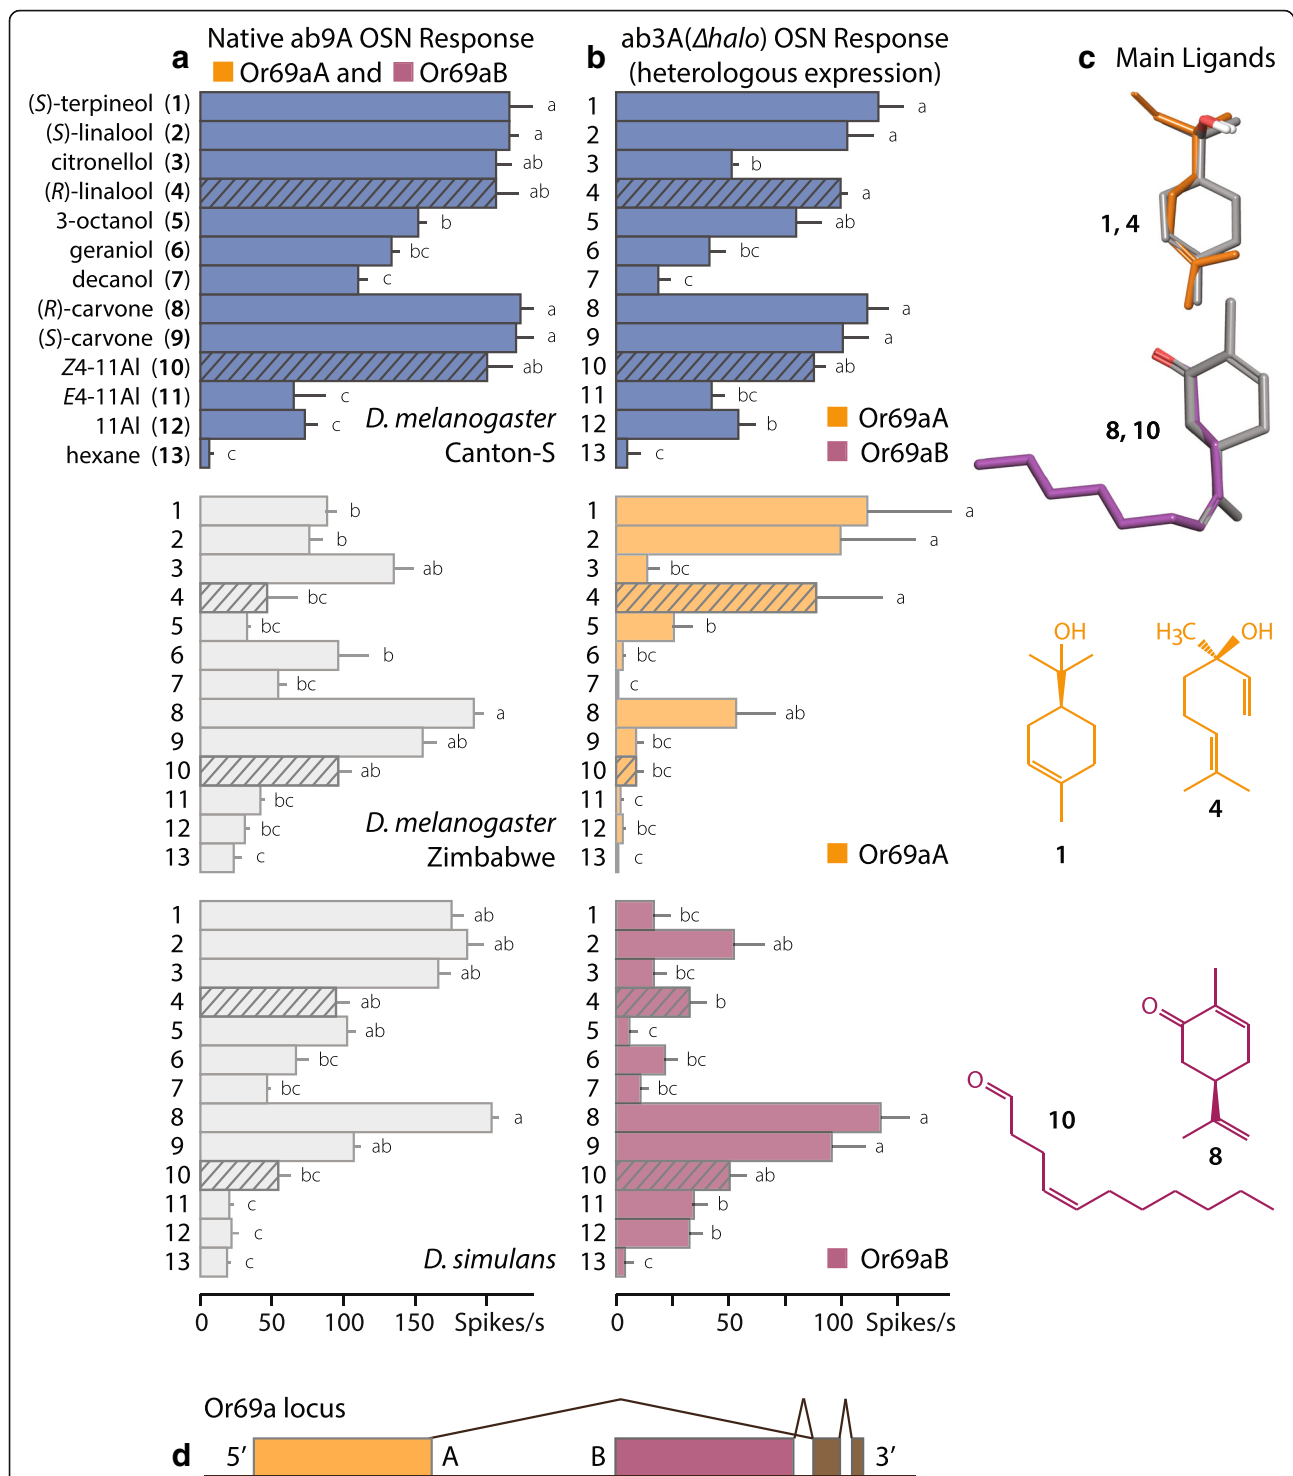 a Native ab9A OSN Response
Or69aA and Or69aB
b ab3A(Δhalo) OSN Response
(heterologous expression)
c Main Ligands
(S)-terpineol (1) a
(S)-linalool (2) a
citronellol (3) ab
(R)-linalool (4) ab
3-octanol (5) b
geraniol (6) bc
decanol (7) c
(R)-carvone (8) a
(S)-carvone (9) a
Z4-11Al (10) ab
E4-11Al (11) c
11Al (12) c
hexane (13) c
D. melanogaster
Canton-S
1 a
2 a
3 b
4 a
5 ab
6 bc
7 c
8 a
9 a
10 ab
11 bc
12 b
13 c
Or69aA
Or69aB
1, 4
8, 10
1 b
2 b
3 ab
4 bc
5 bc
6 b
7 bc
8 a
9 ab
10 ab
11 bc
12 bc
13 c
D. melanogaster
Zimbabwe
1 a
2 a
3 bc
4 a
5 b
6 bc
7 c
8 ab
9 bc
10 bc
11 c
12 bc
13 c
Or69aA
OH
H3C OH
4
1
1 ab
2 ab
3 ab
4 ab
5 ab
6 bc
7 bc
8 a
9 ab
10 bc
11 c
12 c
13 c
D. simulans
1 bc
2 ab
3 bc
4 b
5 c
6 bc
7 bc
8 a
9 a
10 ab
11 b
12 b
13 c
Or69aB
O
O
10
8
0 50 100 150 Spikes/s
0 50 100 Spikes/s
Or69a locus
d 5′ A B 3′